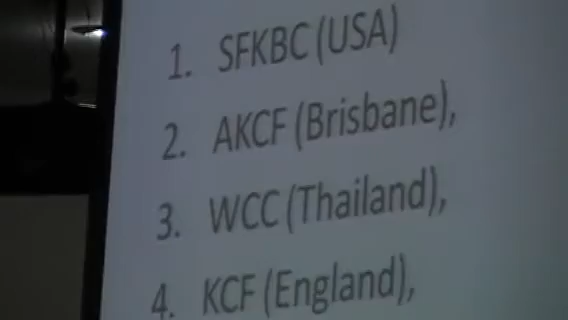 1. SFKBC (USA)
2. AKCF (Brisbane),
3. WCC (Thailand),
4. KCF (England),